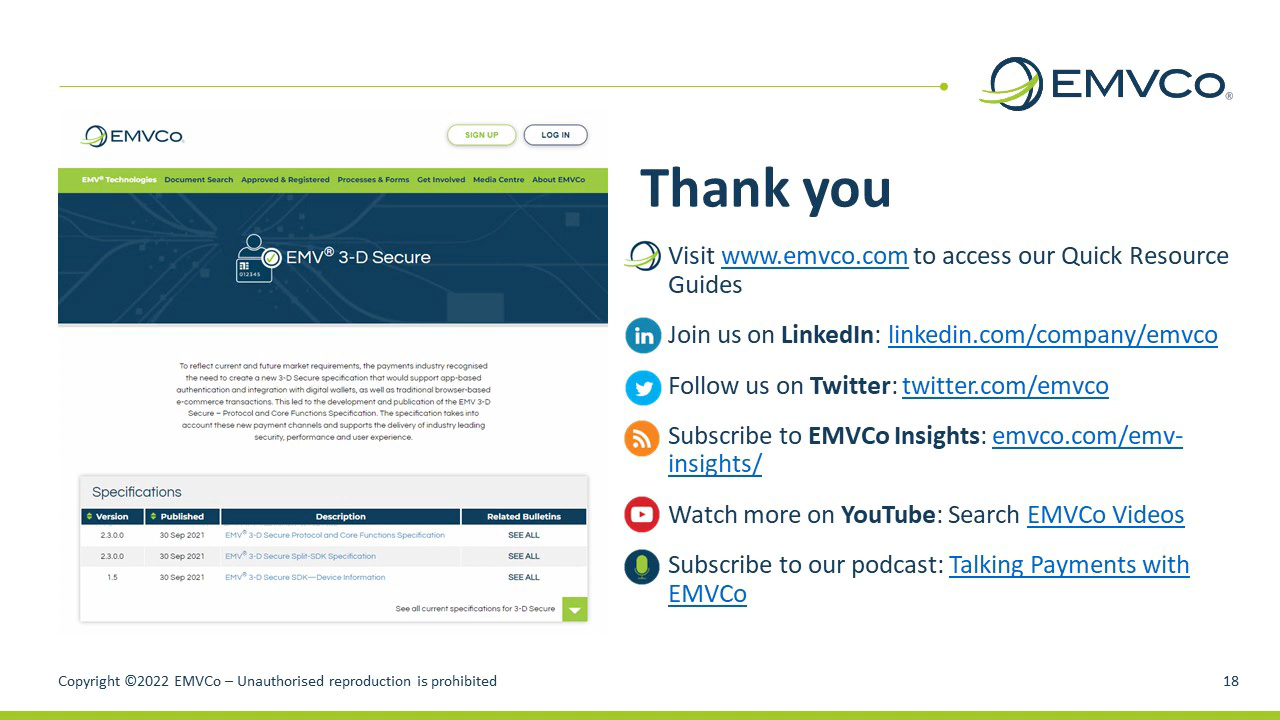 EMVCo®
EMVCo
SIGN UP
LOG IN
EMV® Technologies Document Search Approved & Registered Processes & Forms Get Involved Media Centre About EMVCo
012345
EMV® 3-D Secure
To reflect current and future market requirements, the payments industry recognised
the need to create a new 3-D Secure specification that would support app-based
authentication and integration with digital wallets, as well as traditional browser-based
e-commerce transactions. This led to the development and publication of the EMV 3-D
Secure – Protocol and Core Functions Specification. The specification takes into
account these new payment channels and supports the delivery of industry leading
security, performance and user experience.
Specifications
Version Published Description Related Bulletins
2.3.0.0 30 Sep 2021 EMV® 3-D Secure Protocol and Core Functions Specification SEE ALL
2.3.0.0 30 Sep 2021 EMV® 3-D Secure Split-SDK Specification SEE ALL
1.5 30 Sep 2021 EMV® 3-D Secure SDK—Device Information SEE ALL
See all current specifications for 3-D Secure
Thank you
Visit www.emvco.com to access our Quick Resource
Guides
in
Join us on LinkedIn: linkedin.com/company/emvco
Follow us on Twitter: twitter.com/emvco
Subscribe to EMVCo Insights: emvco.com/emv-
insights/
Watch more on YouTube: Search EMVCo Videos
Subscribe to our podcast: Talking Payments with
EMVCo
Copyright ©2022 EMVCo – Unauthorised reproduction is prohibited
18